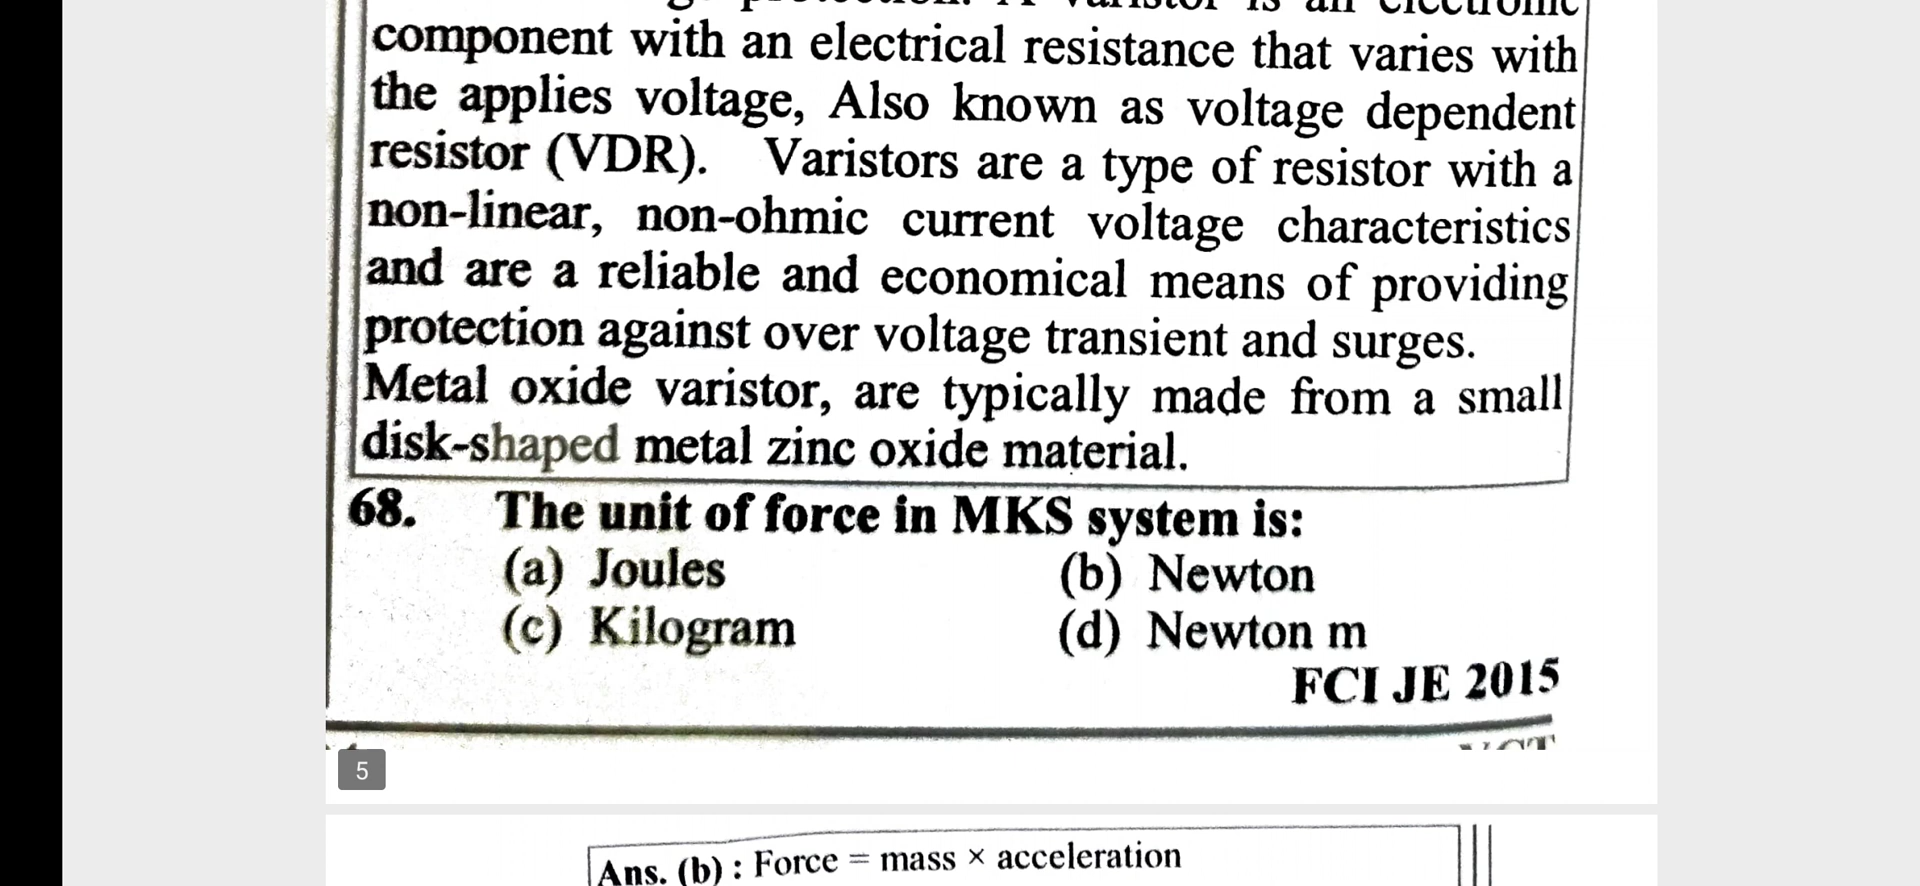 component with an electrical resistance that varies with
the applies voltage, Also known as voltage dependent
resistor (VDR). Varistors are a type of resistor with a
non-linear, non-ohmic current voltage characteristics
and are a reliable and economical means of providing
protection against over voltage transient and surges.
Metal oxide varistor, are typically made from a small
disk-shaped metal zinc oxide material.
68. The unit of force in MKS system is:
(a) Joules (b) Newton
(c) Kilogram (d) Newton m
FCI JE 2015
5
Ans. (b) : Force = mass × acceleration